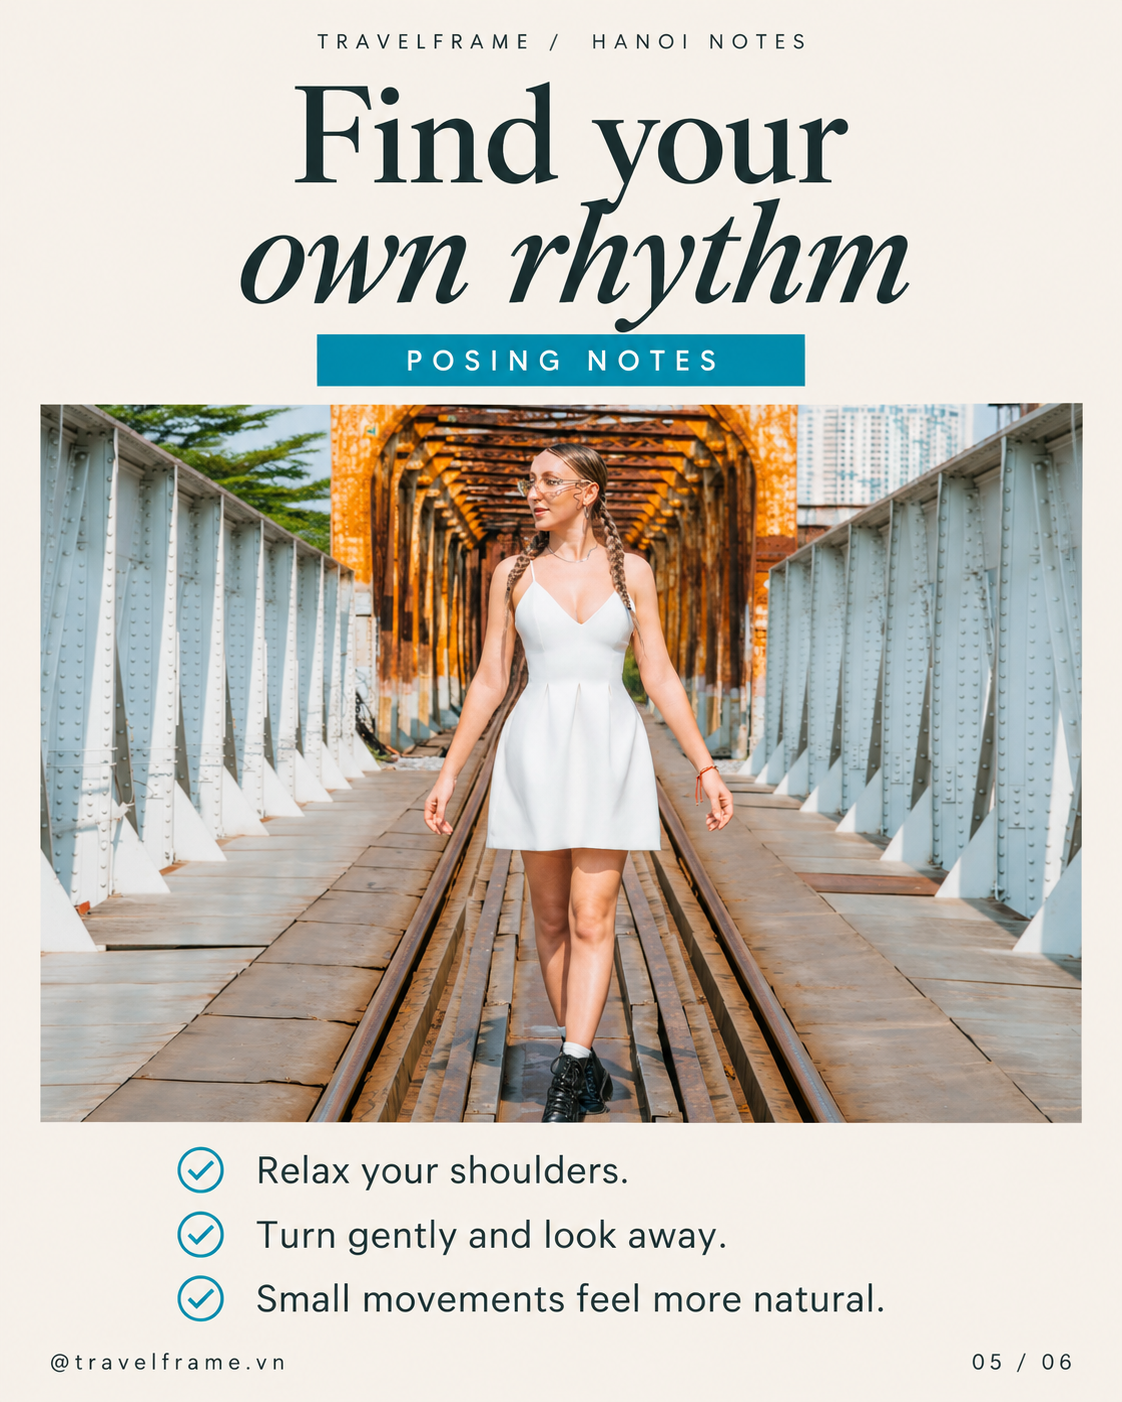 TRAVELFRAME / HANOI NOTES
Find your
own rhythm
POSING NOTES
Relax your shoulders.
Turn gently and look away.
Small movements feel more natural.
@travelframe.vn
05 / 06